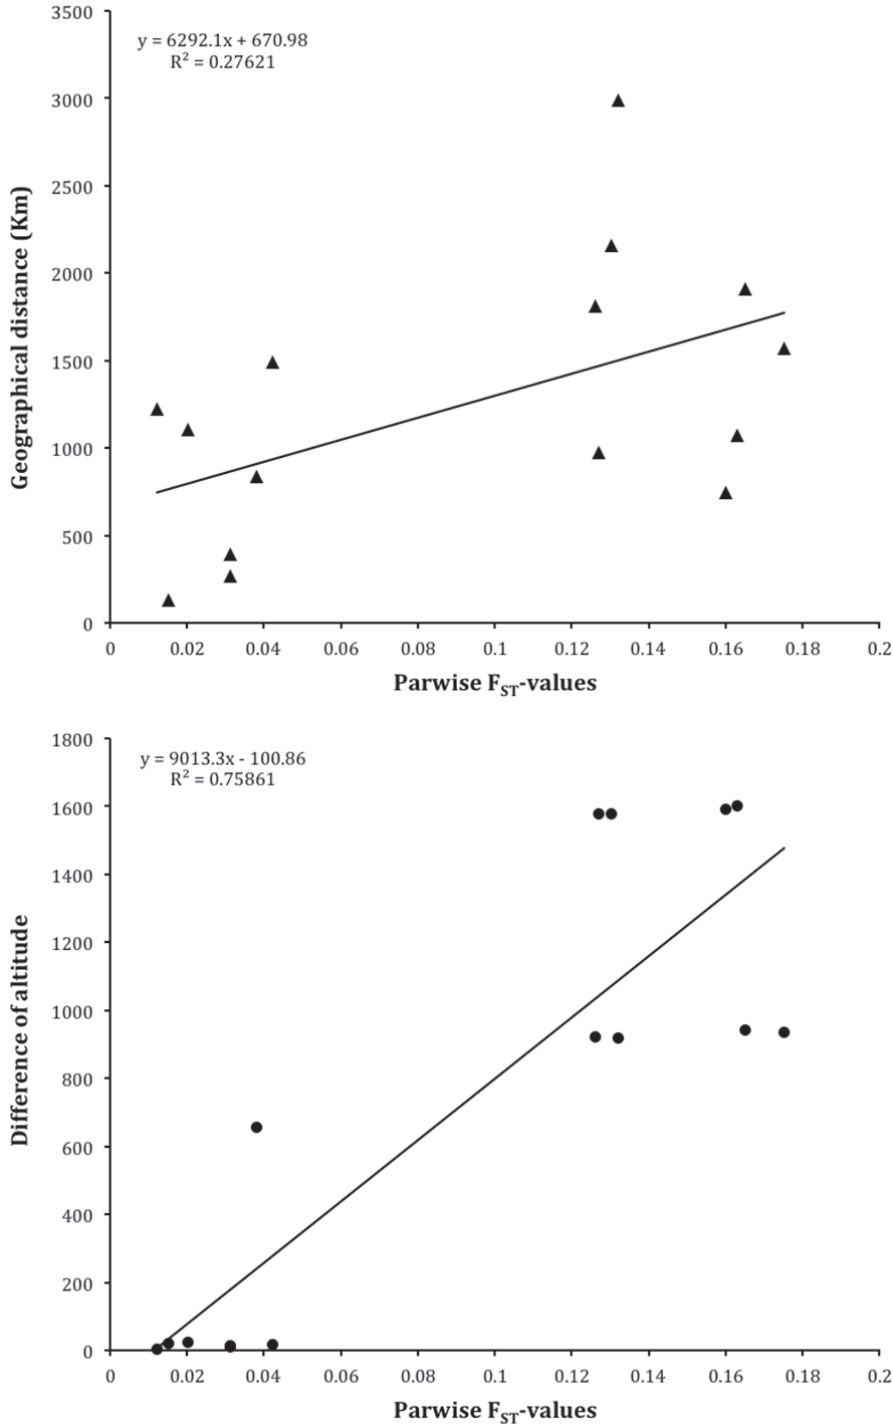 3500
y = 6292.1x + 670.98
R² = 0.27621
3000
2500
2000
1500
1000
500
0
Geographical distance (Km)
0 0.02 0.04 0.06 0.08 0.1 0.12 0.14 0.16 0.18 0.2
Parwise F_ST-values
1800
y = 9013.3x - 100.86
R² = 0.75861
1600
1400
1200
1000
800
600
400
200
0
Difference of altitude
0 0.02 0.04 0.06 0.08 0.1 0.12 0.14 0.16 0.18 0.2
Parwise F_ST-values